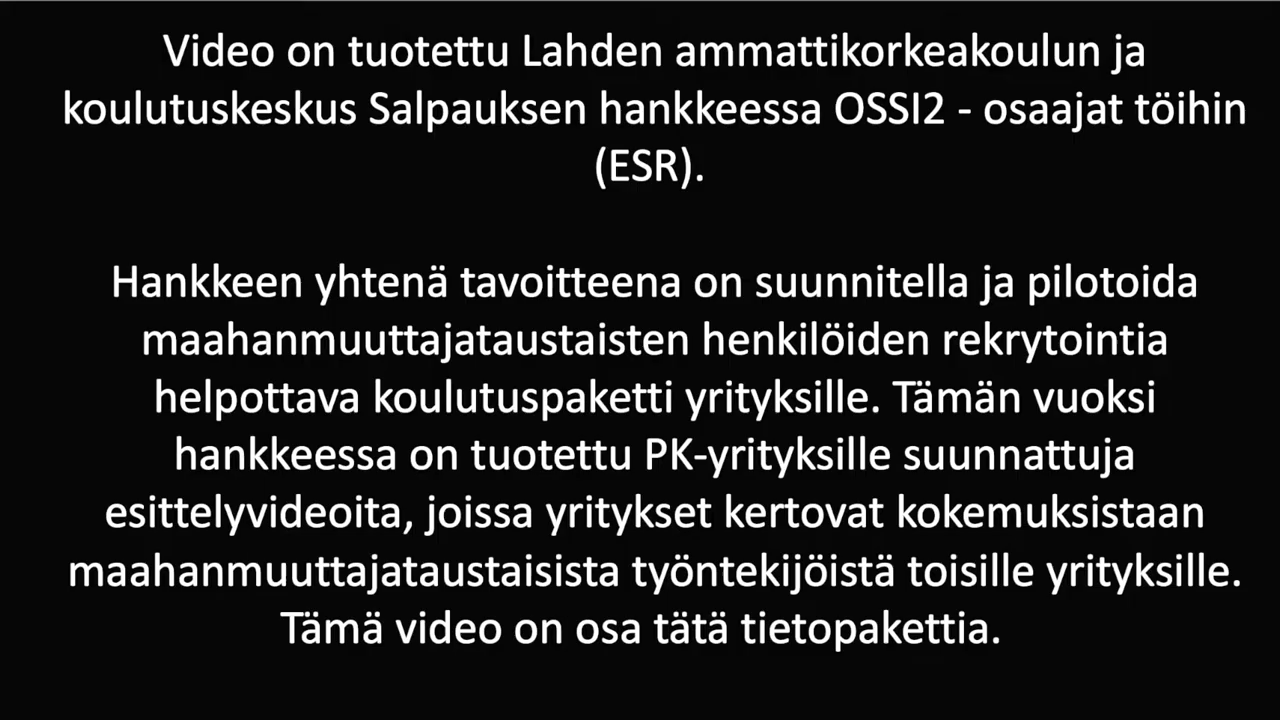 Video on tuotettu Lahden ammattikorkeakoulun ja
koulutuskeskus Salpauksen hankkeessa OSSI2 - osaajat töihin
(ESR).
Hankkeen yhtenä tavoitteena on suunnitella ja pilotoida
maahanmuuttajataustaisten henkilöiden rekrytointia
helpottava koulutuspaketti yrityksille. Tämän vuoksi
hankkeessa on tuotettu PK-yrityksille suunnattuja
esittelyvideoita, joissa yritykset kertovat kokemuksistaan
maahanmuuttajataustaisista työntekijöistä toisille yrityksille.
Tämä video on osa tätä tietopakettia.